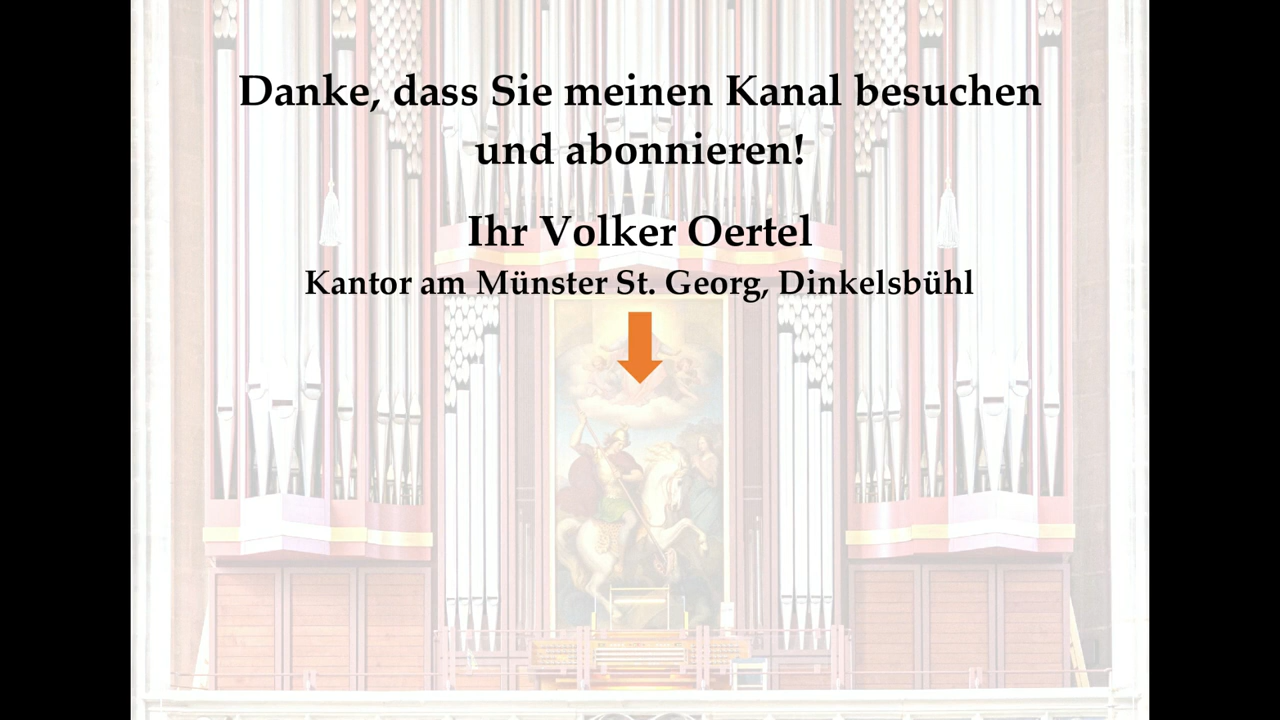 Danke, dass Sie meinen Kanal besuchen
und abonnieren!
Ihr Volker Oertel
Kantor am Münster St. Georg, Dinkelsbühl